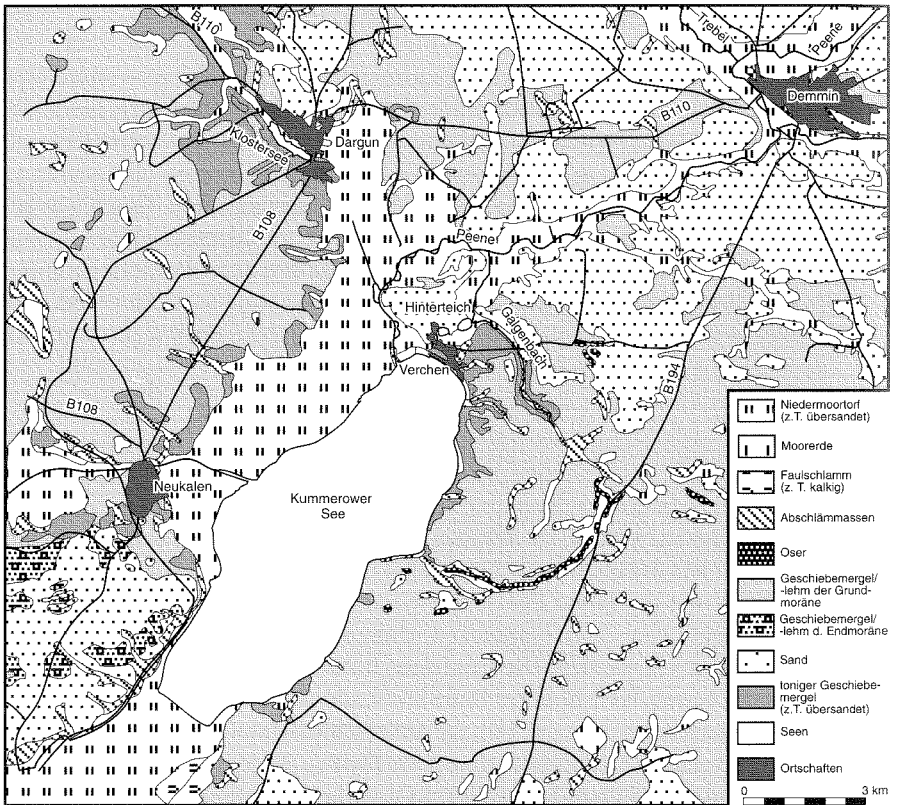 B110
Trebel
Peene
Demmin
B110
Klostersee
Dargun
B108
Peene
Hinterteich
Galgenbach
Verchen
B194
B108
Neukalen
Kummerower
See
Niedermoortorf
(z.T. übersandet)
Moorerde
Faulschlamm
(z. T. kalkig)
Abschlämmassen
Oser
Geschiebemergel/
-lehm der Grund-
moräne
Geschiebemergel/
-lehm d. Endmoräne
Sand
toniger Geschiebe-
mergel
(z.T. übersandet)
Seen
Ortschaften
0 3 km